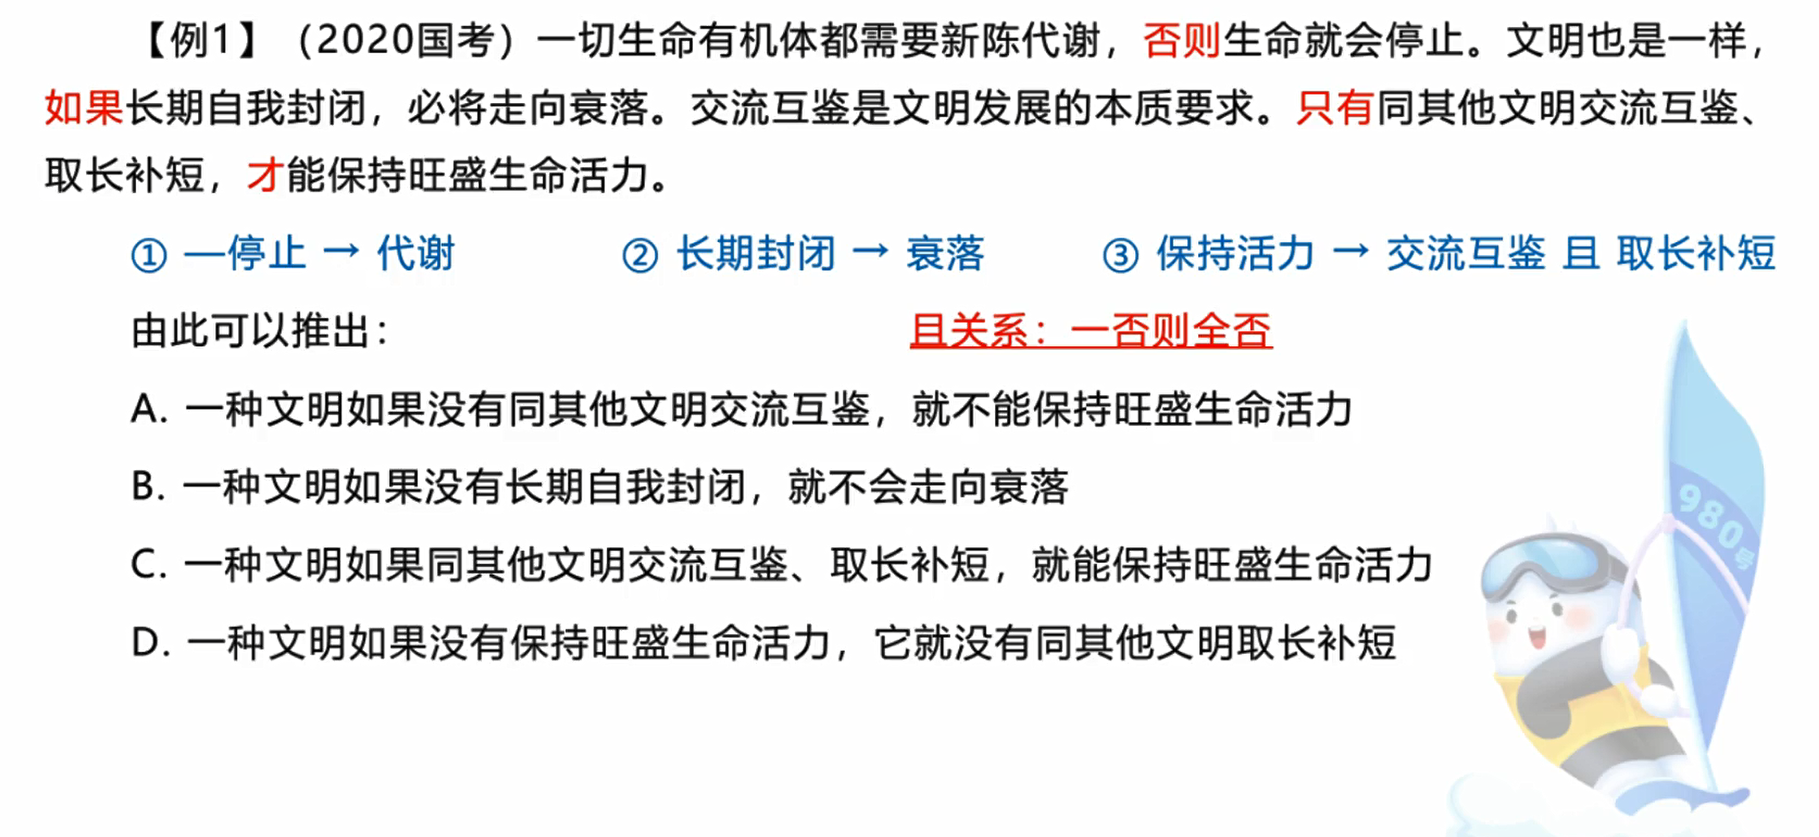 【例1】（2020国考）一切生命有机体都需要新陈代谢，否则生命就会停止。文明也是一样，
如果长期自我封闭，必将走向衰落。交流互鉴是文明发展的本质要求。只有同其他文明交流互鉴、
取长补短，才能保持旺盛生命活力。
① —停止 → 代谢 ② 长期封闭 → 衰落 ③ 保持活力 → 交流互鉴 且 取长补短
由此可以推出： 且关系：一否则全否
A. 一种文明如果没有同其他文明交流互鉴，就不能保持旺盛生命活力
B. 一种文明如果没有长期自我封闭，就不会走向衰落
C. 一种文明如果同其他文明交流互鉴、取长补短，就能保持旺盛生命活力
D. 一种文明如果没有保持旺盛生命活力，它就没有同其他文明取长补短
980号